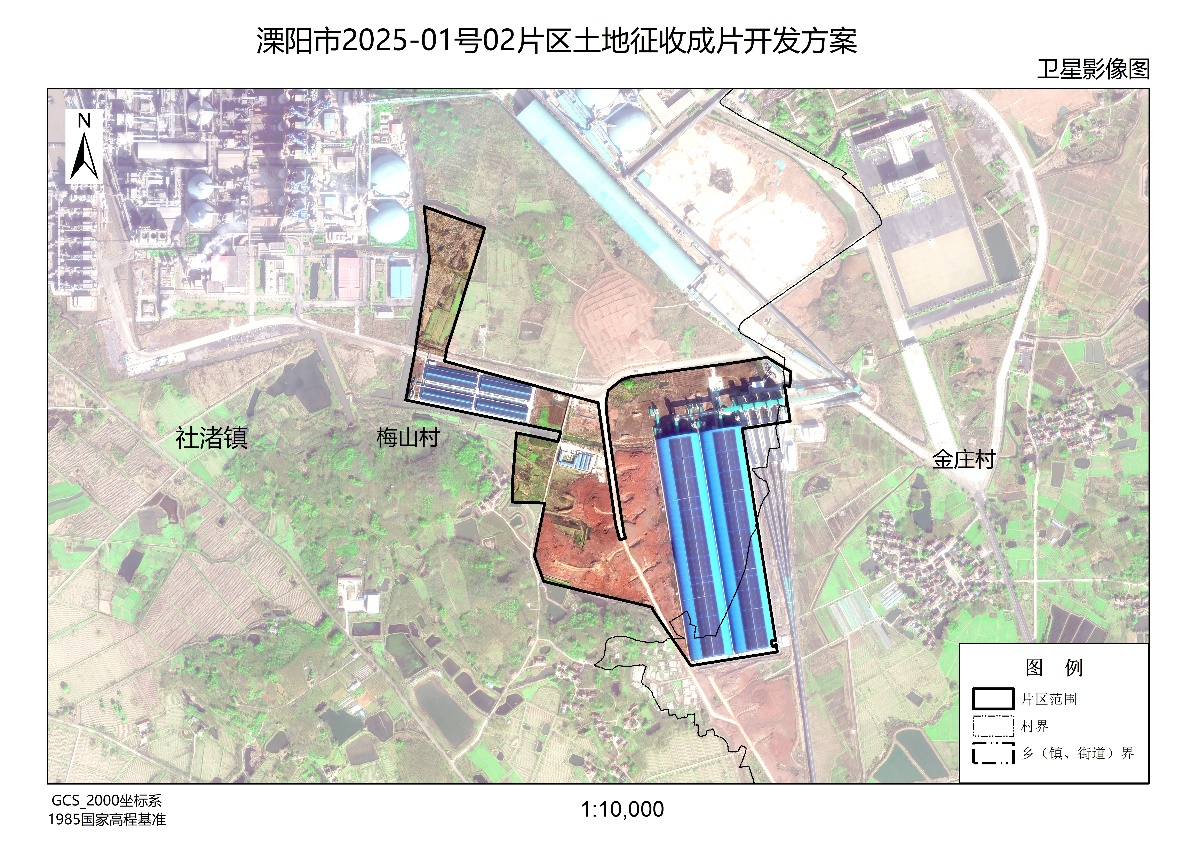 溧阳市2025-01号02片区土地征收成片开发方案
卫星影像图
N
社渚镇
梅山村
金庄村
图 例
片区范围
村界
乡（镇、街道）界
GCS_2000坐标系
1985国家高程基准
1:10,000